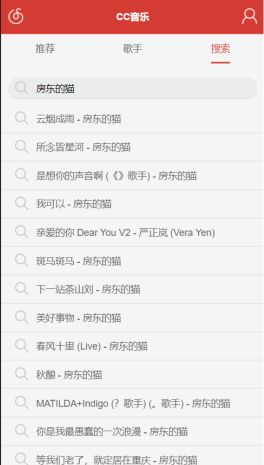 CC音乐
推荐 歌手 搜索
房东的猫
云烟成雨 - 房东的猫
所念皆星河 - 房东的猫
是想你的声音啊 (《》歌手) - 房东的猫
我可以 - 房东的猫
亲爱的你 Dear You V2 - 严正岚 (Vera Yen)
斑马斑马 - 房东的猫
下一站茶山刘 - 房东的猫
美好事物 - 房东的猫
春风十里 (Live) - 房东的猫
秋酿 - 房东的猫
MATILDA+Indigo (？歌手) (。歌手) - 房东的猫
你是我最愚蠢的一次浪漫 - 房东的猫
等我们老了，就定居在重庆 - 房东的猫